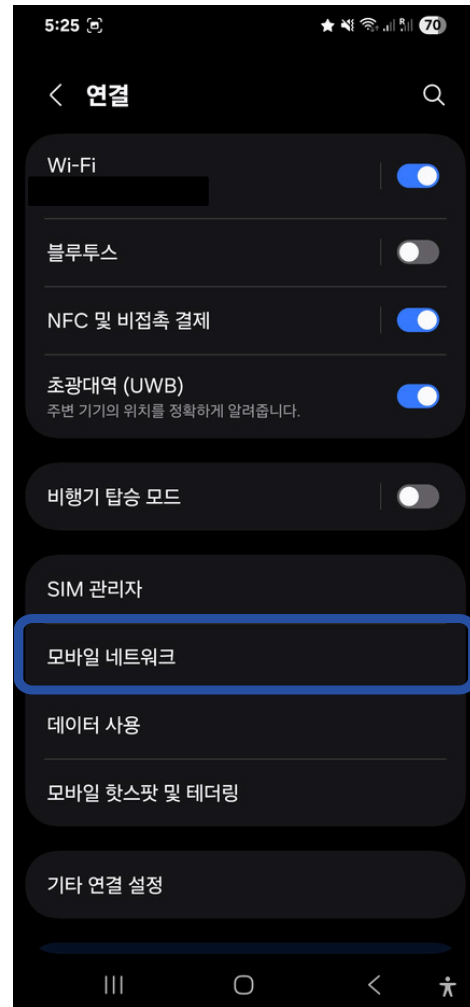 5:25
R
70
연결
Wi-Fi
블루투스
NFC 및 비접촉 결제
초광대역 (UWB)
주변 기기의 위치를 정확하게 알려줍니다.
비행기 탑승 모드
SIM 관리자
모바일 네트워크
데이터 사용
모바일 핫스팟 및 테더링
기타 연결 설정